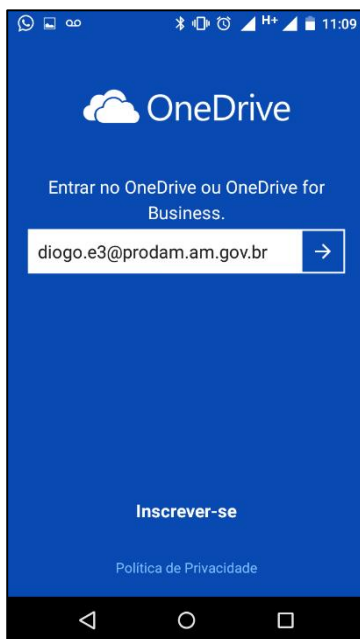 H+ 11:09
OneDrive
Entrar no OneDrive ou OneDrive for
Business.
diogo.e3@prodam.am.gov.br
Inscrever-se
Política de Privacidade